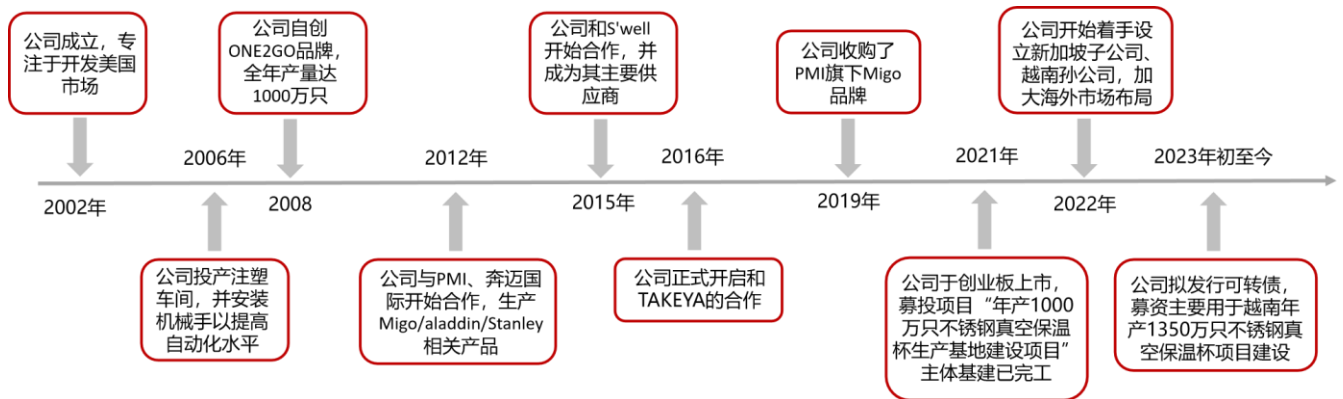 公司成立，专
注于开发美国
市场
公司自创
ONE2GO品牌，
全年产量达
1000万只
公司和S'well
开始合作，并
成为其主要供
应商
公司收购了
PMI旗下Migo
品牌
公司开始着手设
立新加坡子公司、
越南孙公司，加
大海外市场布局
2006年
2012年
2016年
2021年
2023年初至今
2002年
2008
2015年
2019年
2022年
公司投产注塑
车间，并安装
机械手以提高
自动化水平
公司与PMI、奔迈国
际开始合作，生产
Migo/aladdin/Stanley
相关产品
公司正式开启和
TAKEYA的合作
公司于创业板上市，
募投项目“年产1000
万只不锈钢真空保温
杯生产基地建设项目”
主体基建已完工
公司拟发行可转债，
募资主要用于越南年
产1350万只不锈钢真
空保温杯项目建设